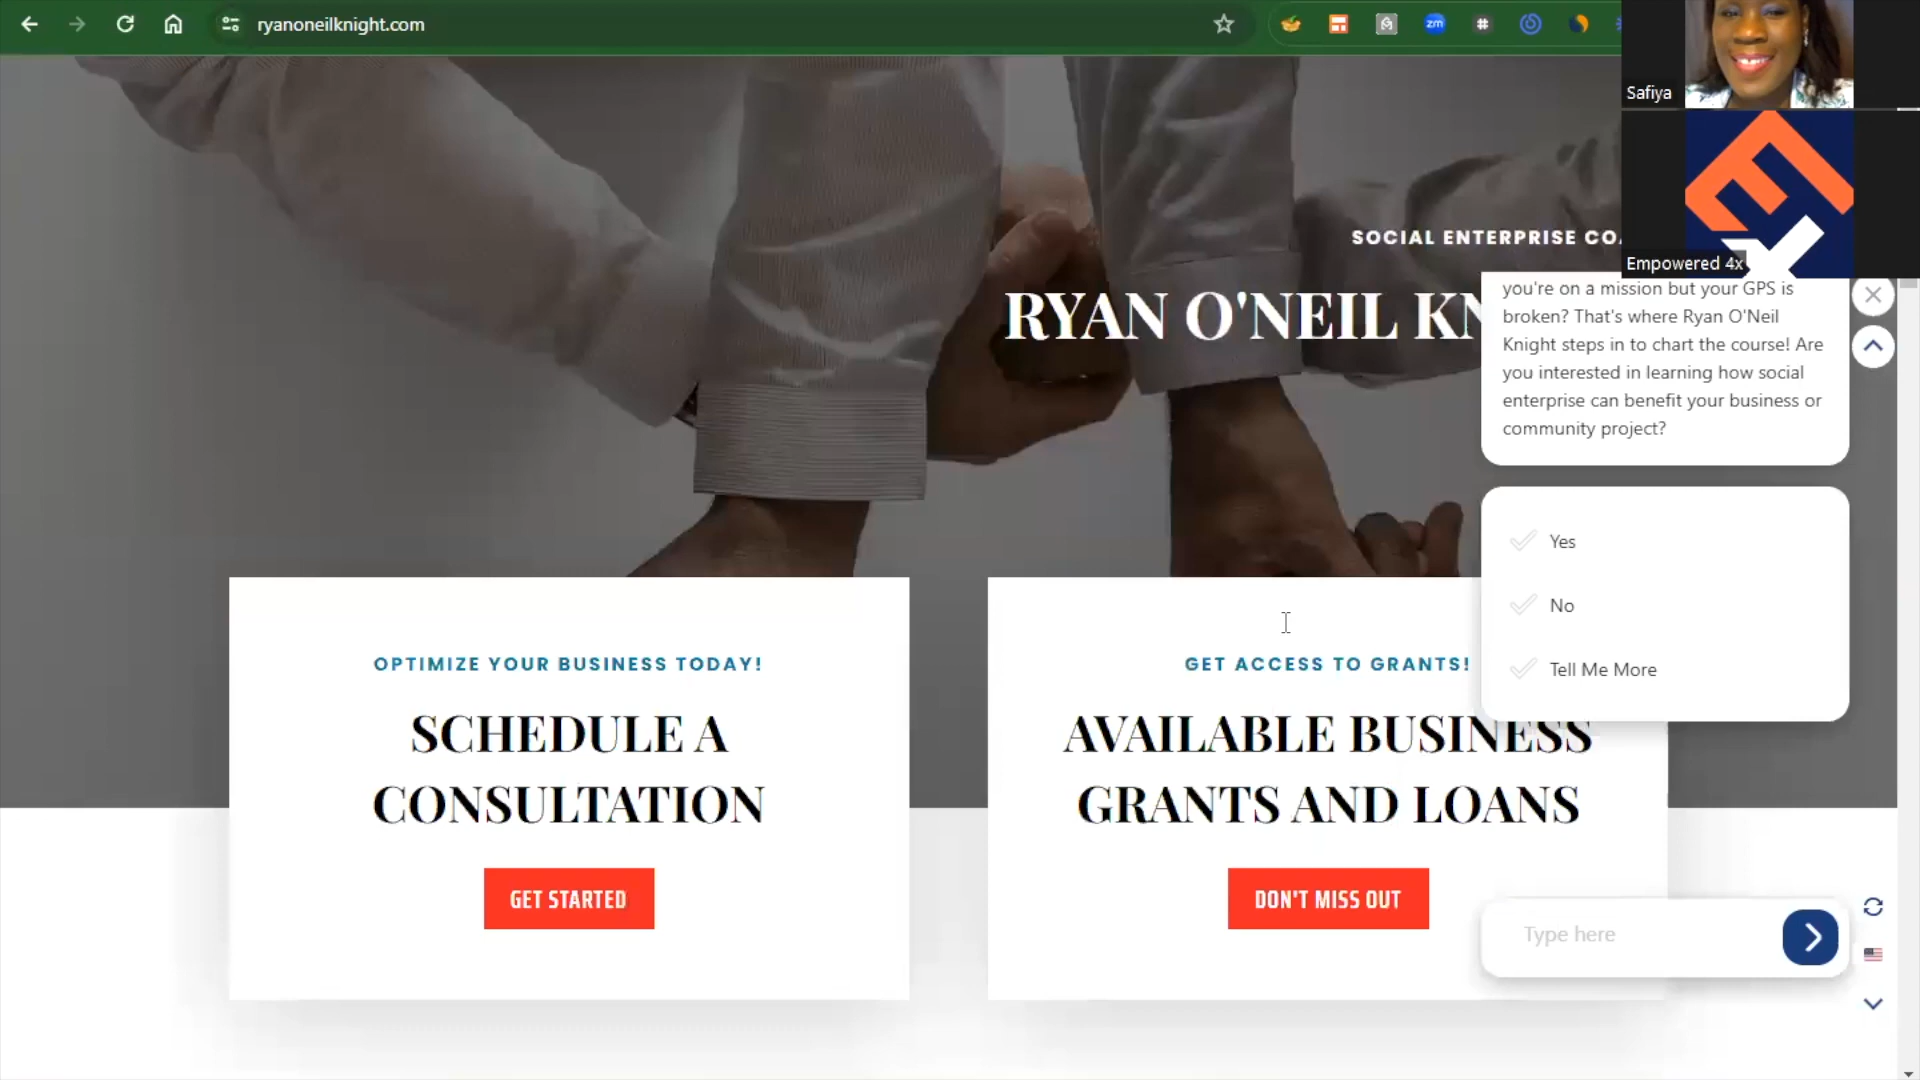 ryanoneilknight.com
zm
Safiya
Empowered 4x
SOCIAL ENTERPRISE
RYAN O'NEIL
you're on a mission but your GPS is
broken? That's where Ryan O'Neil
Knight steps in to chart the course! Are
you interested in learning how social
enterprise can benefit your business or
community project?
Yes
No
Tell Me More
OPTIMIZE YOUR BUSINESS TODAY!
SCHEDULE A
CONSULTATION
GET STARTED
GET ACCESS TO GRANTS!
AVAILABLE BUSINESS
GRANTS AND LOANS
DON'T MISS OUT
Type here